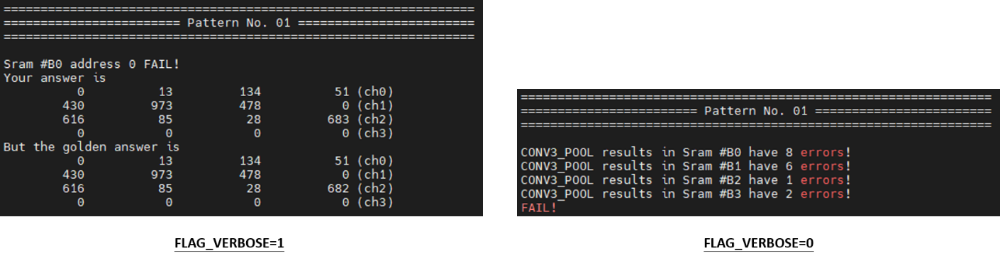 ================================================================
======================== Pattern No. 01 ========================
================================================================
Sram #B0 address 0 FAIL!
Your answer is
0 13 134 51 (ch0)
430 973 478 0 (ch1)
616 85 28 683 (ch2)
0 0 0 0 (ch3)
But the golden answer is
0 13 134 51 (ch0)
430 973 478 0 (ch1)
616 85 28 682 (ch2)
0 0 0 0 (ch3)
FLAG_VERBOSE=1
================================================================
======================== Pattern No. 01 ========================
================================================================
CONV3_POOL results in Sram #B0 have 8 errors!
CONV3_POOL results in Sram #B1 have 6 errors!
CONV3_POOL results in Sram #B2 have 1 errors!
CONV3_POOL results in Sram #B3 have 2 errors!
FAIL!
FLAG_VERBOSE=0